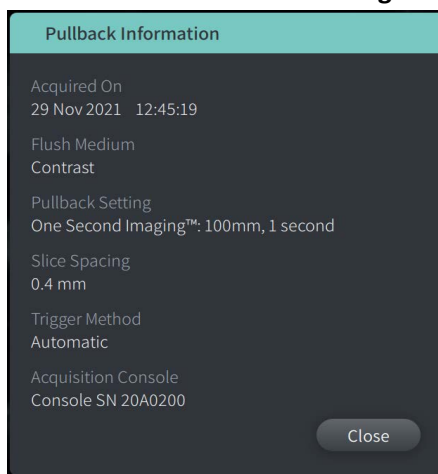 Pullback Information
Acquired On
29 Nov 2021 12:45:19
Flush Medium
Contrast
Pullback Setting
One Second Imaging™: 100mm, 1 second
Slice Spacing
0.4 mm
Trigger Method
Automatic
Acquisition Console
Console SN 20A0200
Close